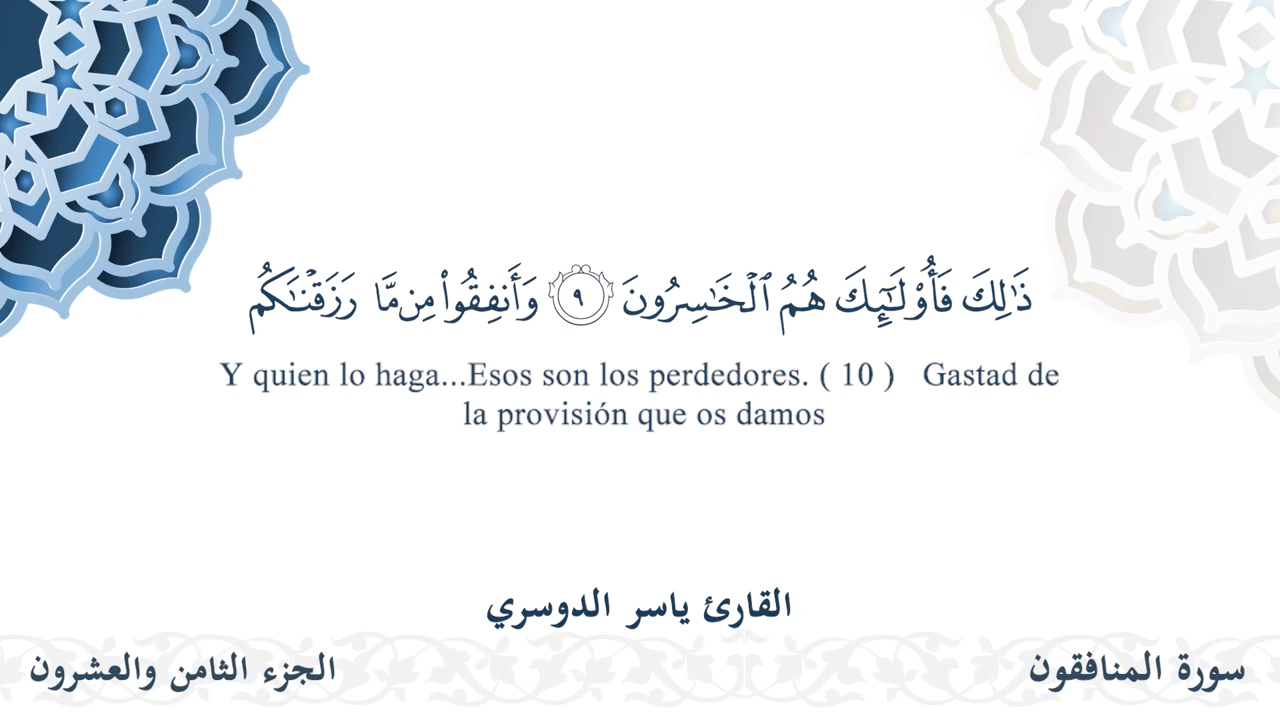 ذَٰلِكَ فَأُوْلَٰٓئِكَ هُمُ ٱلْخَٰسِرُونَ ٩ وَأَنفِقُواْ مِن مَّا رَزَقْنَٰكُم
Y quien lo haga...Esos son los perdedores. ( 10 ) Gastad de
la provisión que os damos
القارئ ياسر الدوسري
سورة المنافقون
الجزء الثامن والعشرون